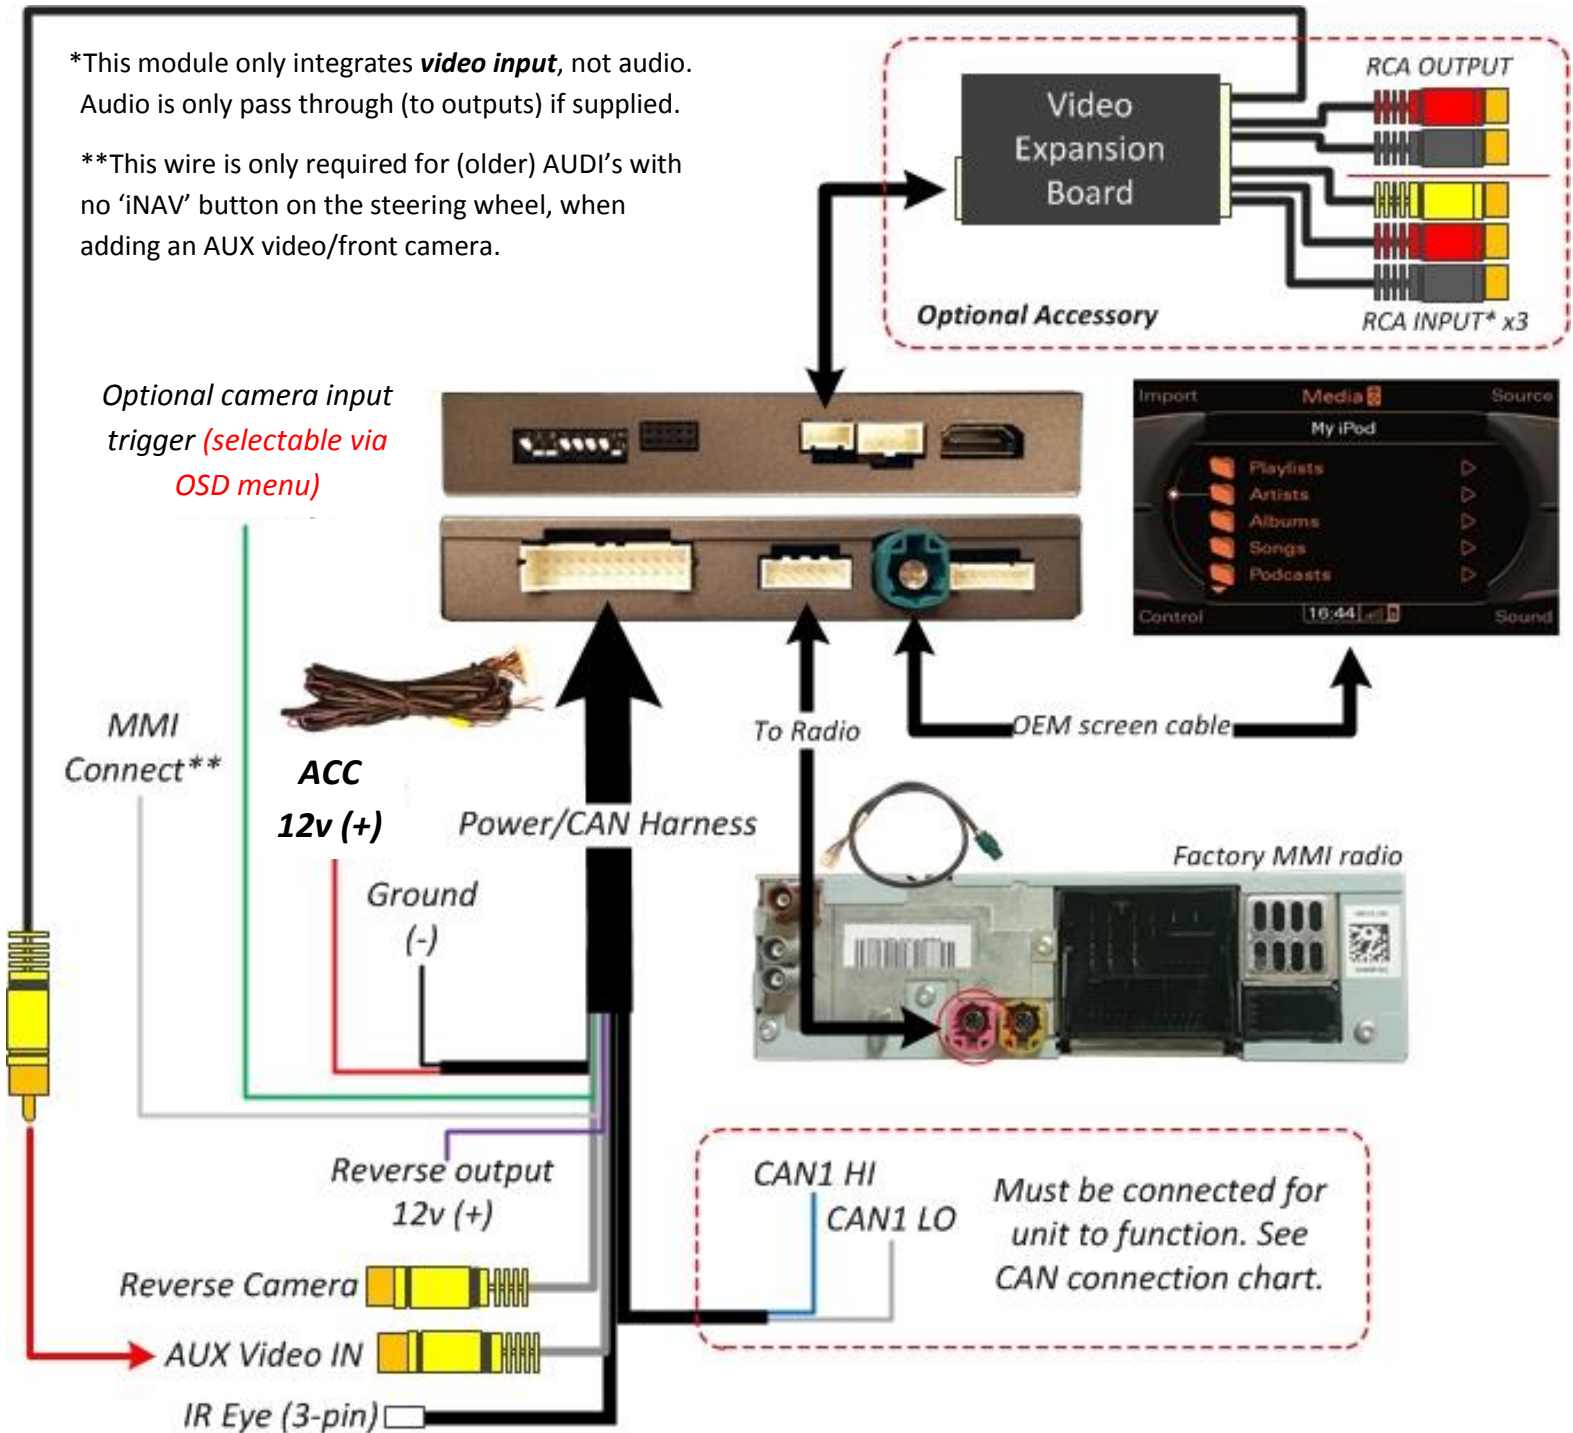 *This module only integrates video input, not audio.
Audio is only pass through (to outputs) if supplied.
**This wire is only required for (older) AUDI's with
no 'iNAV' button on the steering wheel, when
adding an AUX video/front camera.
Video
Expansion
Board
RCA OUTPUT
RCA INPUT* x3
Optional Accessory
Optional camera input
trigger (selectable via
OSD menu)
Import
Media
Source
My iPod
Playlists
Artists
Albums
Songs
Podcasts
Control
16:44
Sound
MMI
Connect**
ACC
12v (+)
Power/CAN Harness
To Radio
OEM screen cable
Ground
(-)
Factory MMI radio
Reverse output
12v (+)
CAN1 HI
CAN1 LO
Must be connected for
unit to function. See
CAN connection chart.
Reverse Camera
AUX Video IN
IR Eye (3-pin)